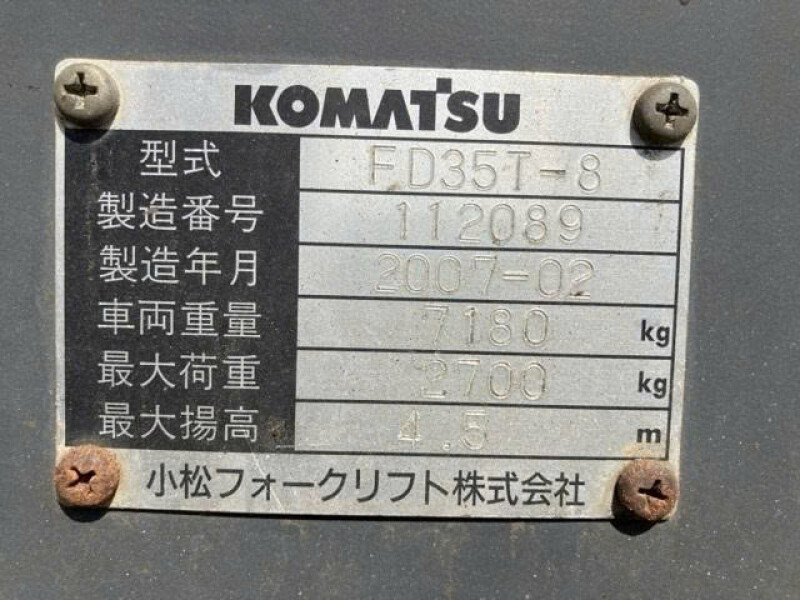 KOMATSU
型式 FD35T-8
製造番号 112089
製造年月 2007-02
車両重量 7180 kg
最大荷重 2700 kg
最大揚高 4.5 m
小松フォークリフト株式会社